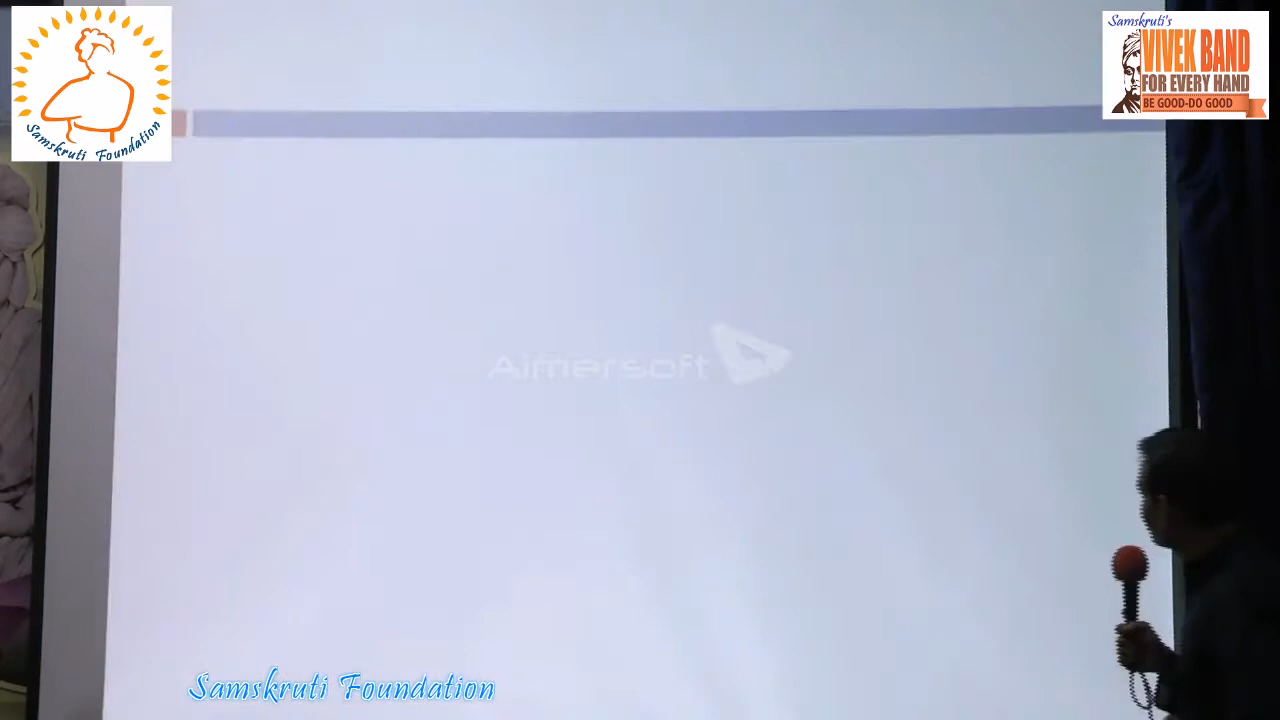 Samskruti Foundation
Samskruti's
VIVEK BAND
FOR EVERY HAND
BE GOOD-DO GOOD
Aimersoft
Samskruti Foundation